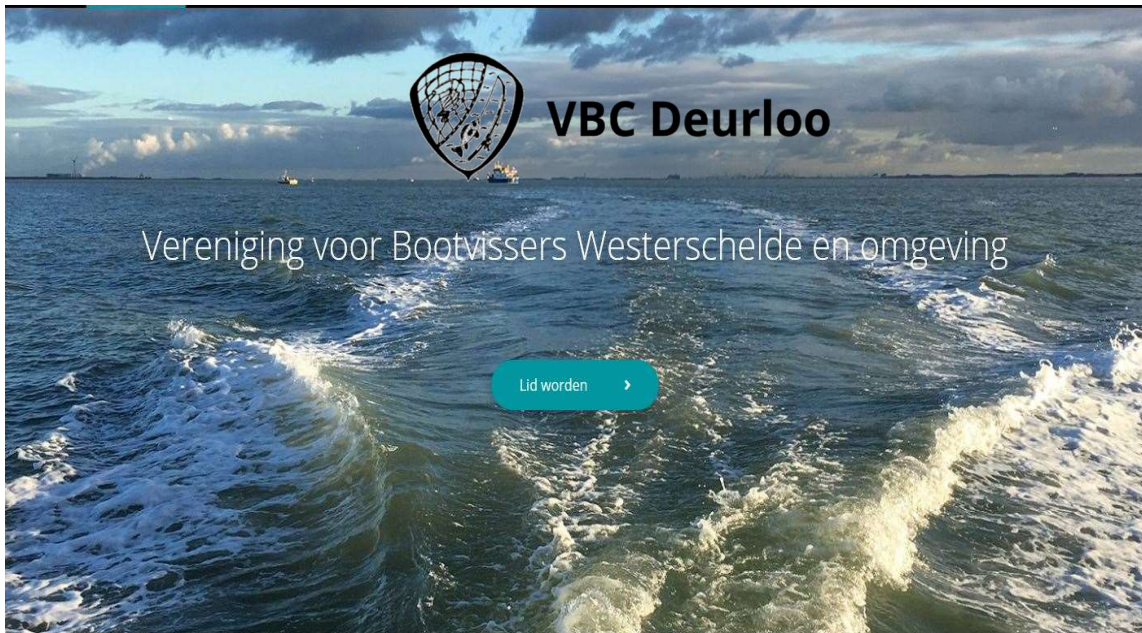 VBC Deurloo
Vereniging voor Bootvissers Westerschelde en omgeving
Lid worden